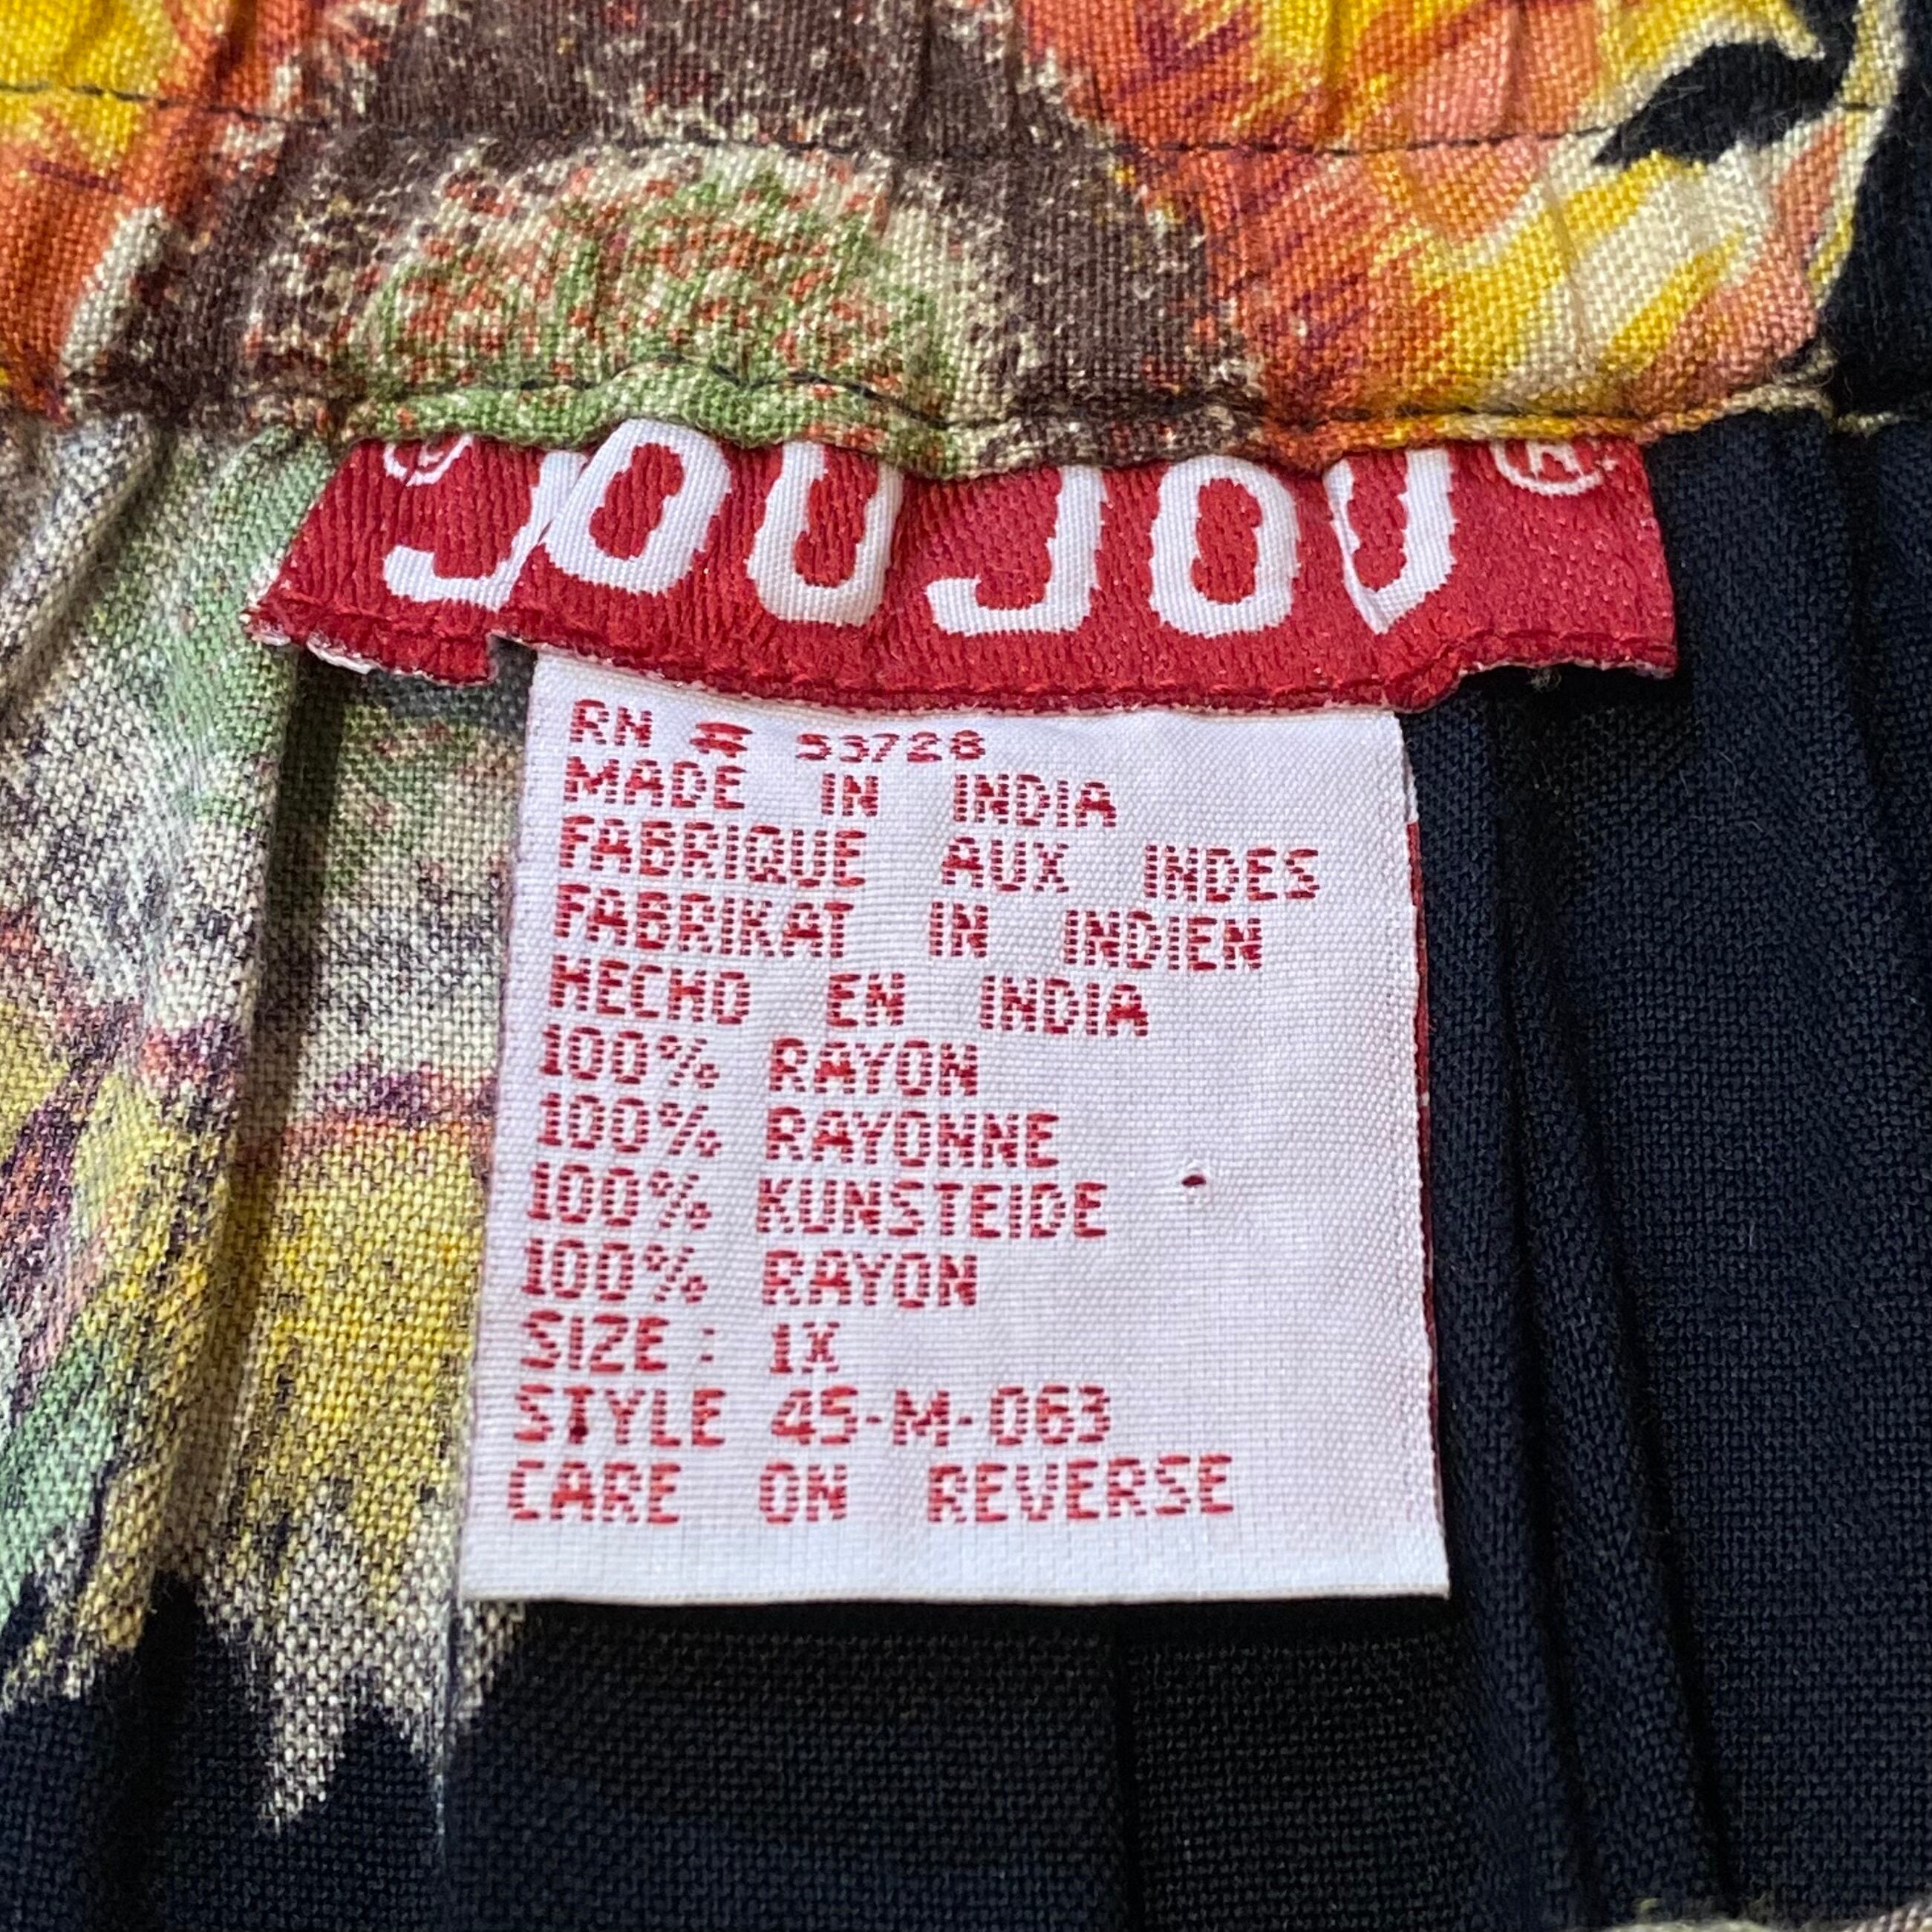 ® JOUJOU ®
RN # 53728
MADE IN INDIA
FABRIQUE AUX INDES
FABRIKAT IN INDIEN
HECHO EN INDIA
100% RAYON
100% RAYONNE
100% KUNSTEIDE
100% RAYON
SIZE: 1X
STYLE 45-M-063
CARE ON REVERSE